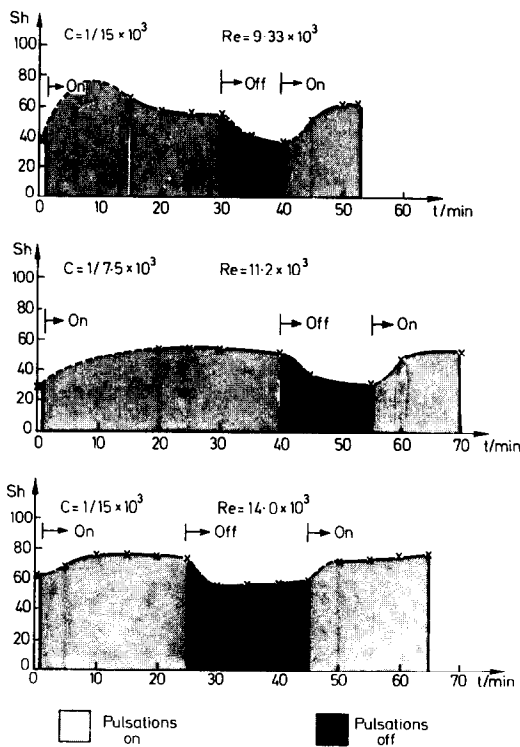 Sh
C = 1/15 × 10³ Re = 9·33 × 10³
100
80
60
40
20
0
On Off On
0 10 20 30 40 50 60 t/min
Sh
C = 1/7·5 × 10³ Re = 11·2 × 10³
100
80
60
40
20
0
On Off On
0 10 20 30 40 50 60 70 t/min
Sh
C = 1/15 × 10³ Re = 14·0 × 10³
100
80
60
40
20
0
On Off On
0 10 20 30 40 50 60 70 t/min
Pulsations on
Pulsations off